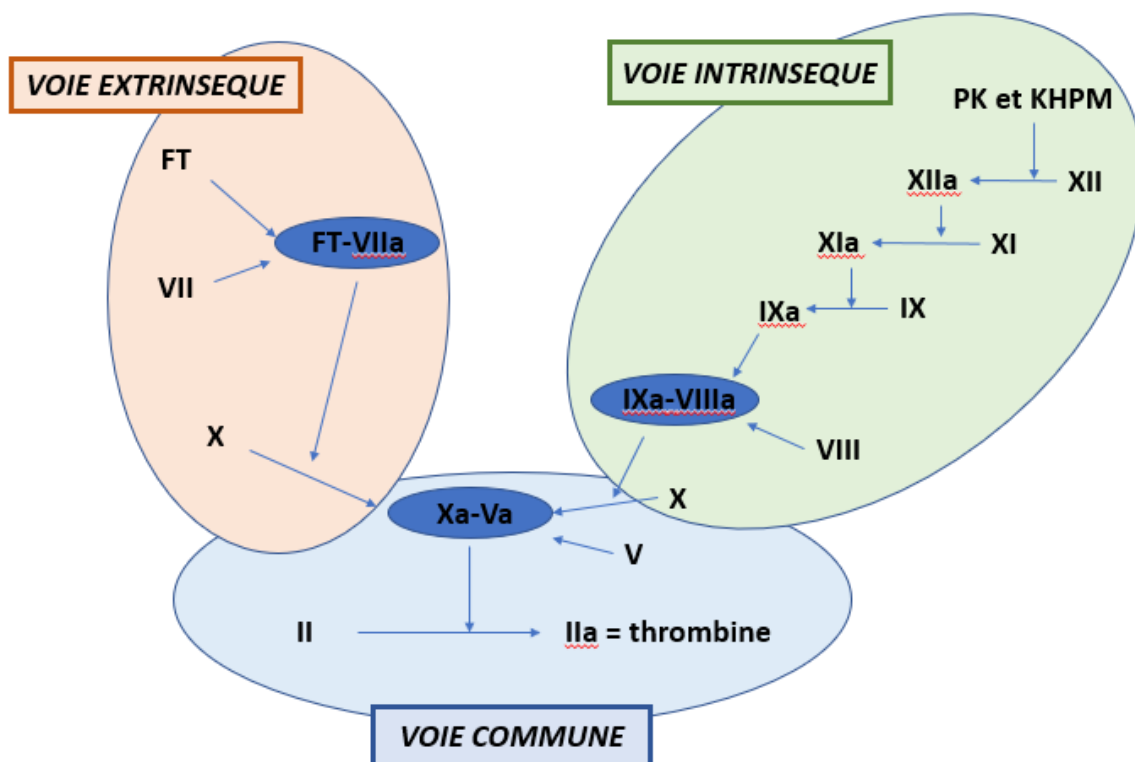 VOIE EXTRINSEQUE
FT
FT-VIIa
VII
X
VOIE INTRINSEQUE
PK et KHPM
XIIa
XII
XIa
XI
IXa
IX
IXa-VIIIa
VIII
X
Xa-Va
V
II
IIa = thrombine
VOIE COMMUNE